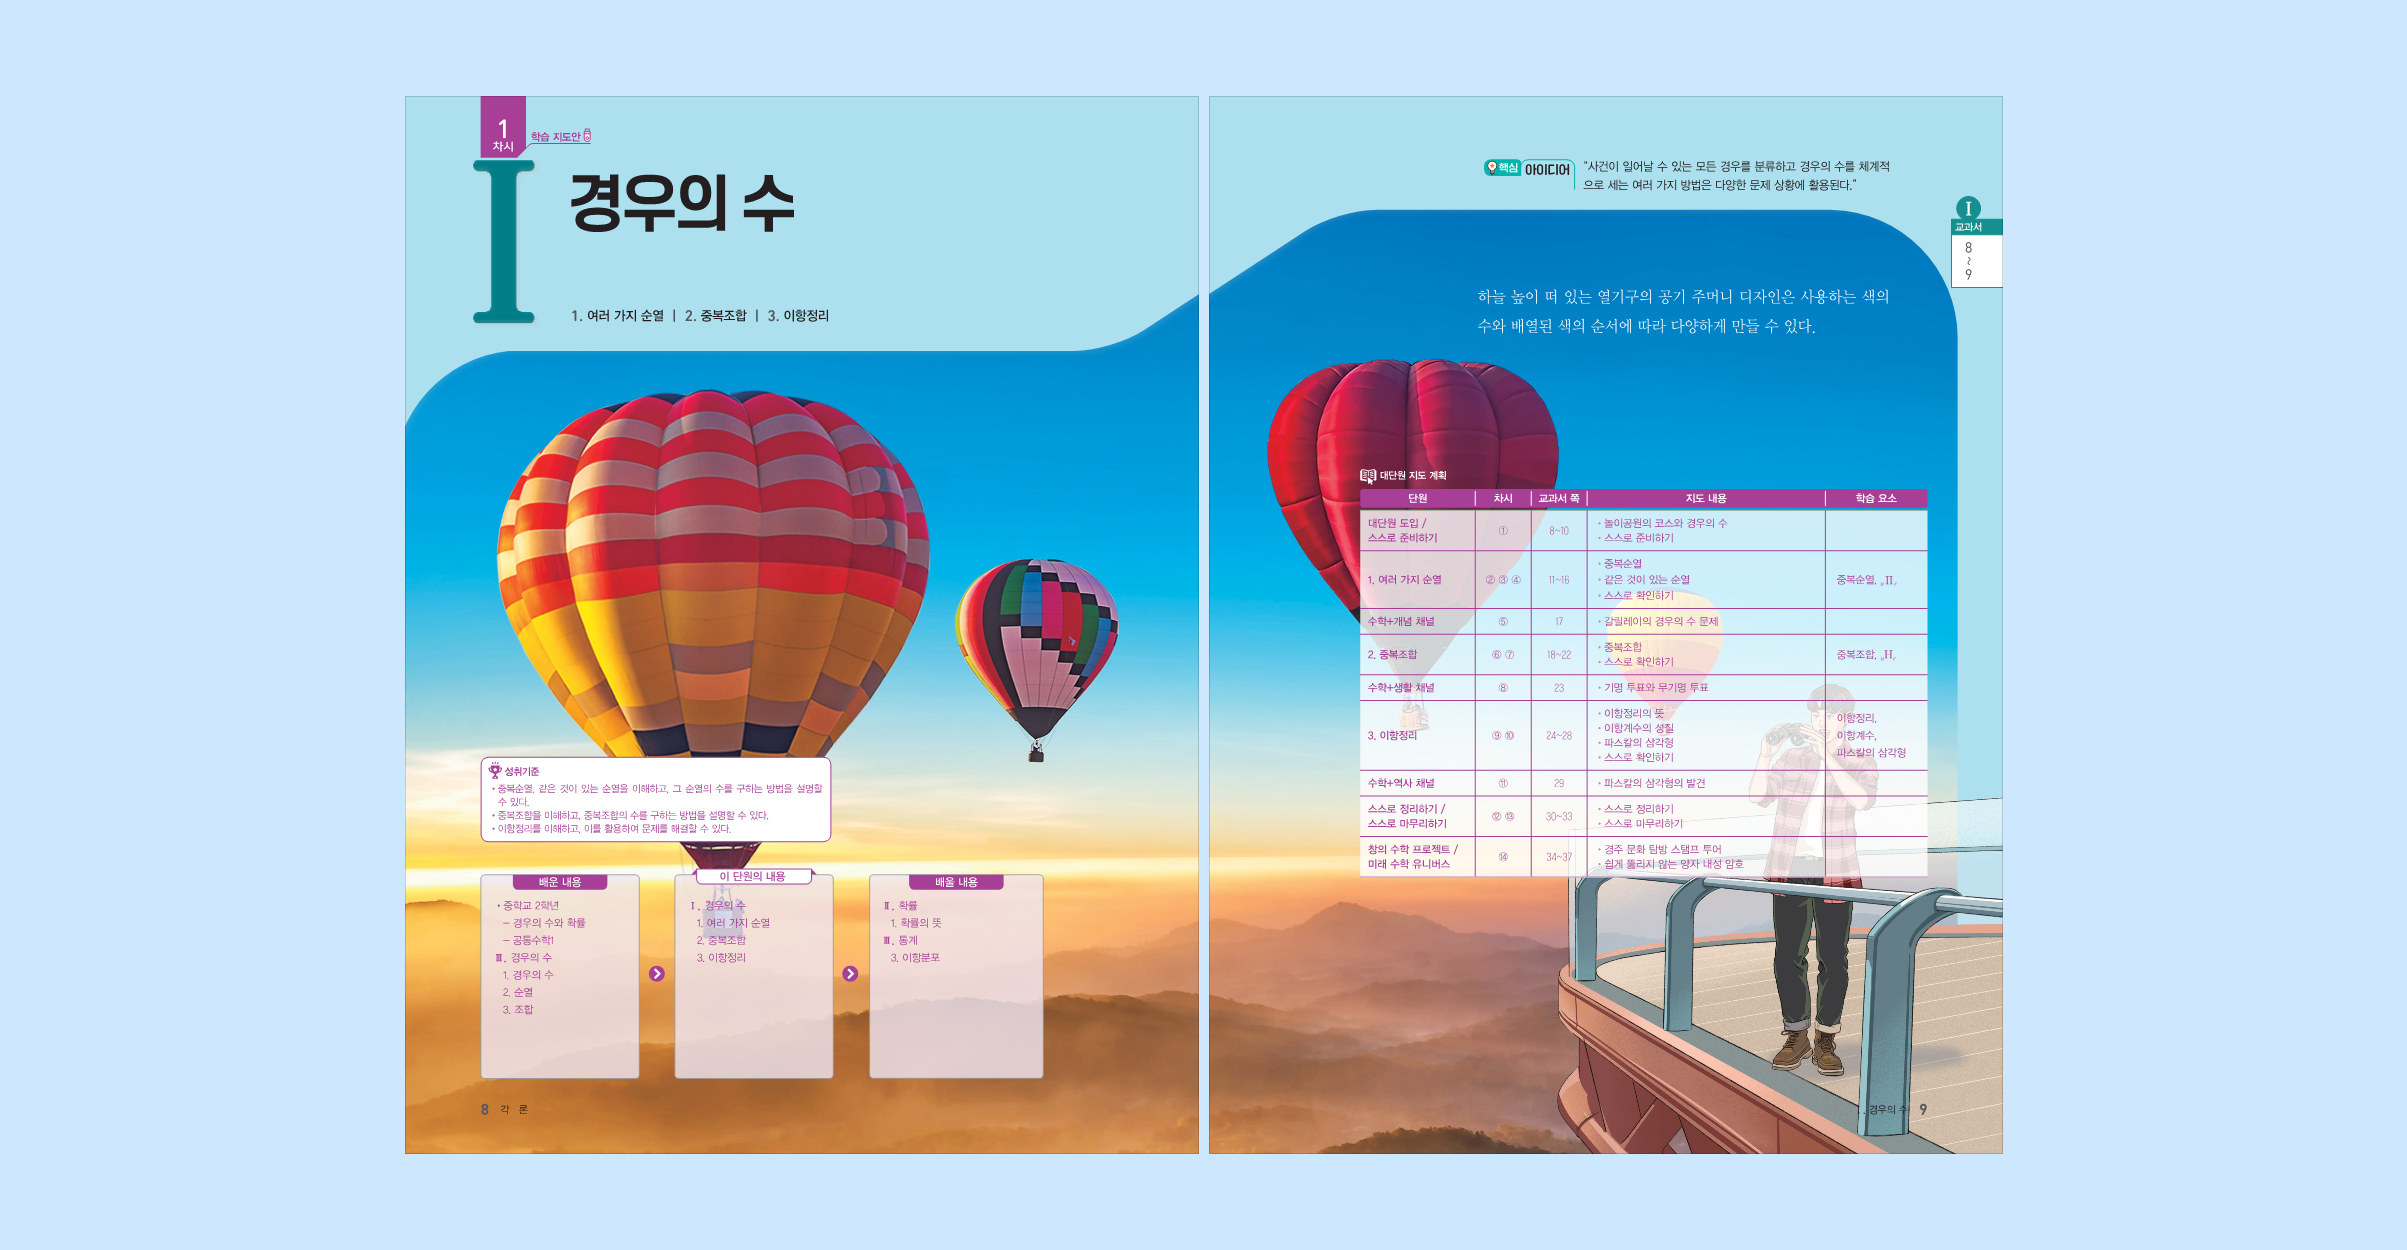 1
차시
학습 지도안
I
경우의 수
1. 여러 가지 순열 | 2. 중복조합 | 3. 이항정리
성취기준
• 중복순열, 같은 것이 있는 순열을 이해하고, 그 순열의 수를 구하는 방법을 설명할
수 있다.
• 중복조합을 이해하고, 중복조합의 수를 구하는 방법을 설명할 수 있다.
• 이항정리를 이해하고, 이를 활용하여 문제를 해결할 수 있다.
배운 내용
• 중학교 2학년
– 경우의 수와 확률
– 공통수학1
Ⅲ. 경우의 수
1. 경우의 수
2. 순열
3. 조합
이 단원의 내용
Ⅰ. 경우의 수
1. 여러 가지 순열
2. 중복조합
3. 이항정리
배울 내용
Ⅱ. 확률
1. 확률의 뜻
Ⅲ. 통계
3. 이항분포
8 각 론
핵심 아이디어
"사건이 일어날 수 있는 모든 경우를 분류하고 경우의 수를 체계적
으로 세는 여러 가지 방법은 다양한 문제 상황에 활용된다."
I
교과서
8
~
9
하늘 높이 떠 있는 열기구의 공기 주머니 디자인은 사용하는 색의
수와 배열된 색의 순서에 따라 다양하게 만들 수 있다.
대단원 지도 계획
단원 차시 교과서 쪽 지도 내용 학습 요소
대단원 도입 /
스스로 준비하기
① 8~10
• 놀이공원의 코스와 경우의 수
• 스스로 준비하기
1. 여러 가지 순열 ② ③ ④ 11~16
• 중복순열
• 같은 것이 있는 순열
• 스스로 확인하기
중복순열, ₙΠᵣ
수학+개념 채널 ⑤ 17 • 갈릴레이의 경우의 수 문제
2. 중복조합 ⑥ ⑦ 18~22
• 중복조합
• 스스로 확인하기
중복조합, ₙHᵣ
수학+생활 채널 ⑧ 23 • 기명 투표와 무기명 투표
3. 이항정리 ⑨ ⑩ 24~28
• 이항정리의 뜻
• 이항계수의 성질
• 파스칼의 삼각형
• 스스로 확인하기
이항정리,
이항계수,
파스칼의 삼각형
수학+역사 채널 ⑪ 29 • 파스칼의 삼각형의 발견
스스로 정리하기 /
스스로 마무리하기
⑫ ⑬ 30~33
• 스스로 정리하기
• 스스로 마무리하기
창의 수학 프로젝트 /
미래 수학 유니버스
⑭ 34~37
• 경주 문화 탐방 스탬프 투어
• 쉽게 뚫리지 않는 양자 내성 암호
경우의 수 9